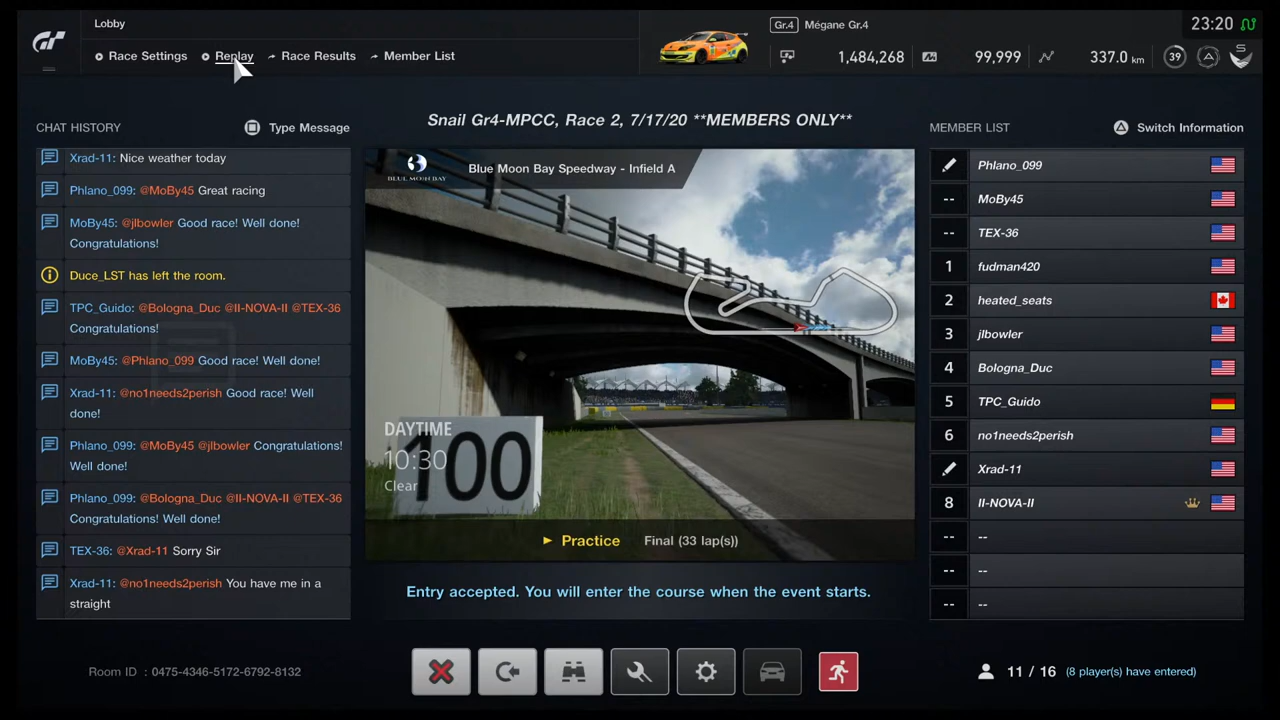 Lobby
Race Settings
Replay
Race Results
Member List
Gr.4 Mégane Gr.4
1,484,268
99,999
337.0 km
39
S
23:20
CHAT HISTORY
Type Message
Xrad-11: Nice weather today
Phlano_099: @MoBy45 Great racing
MoBy45: @jlbowler Good race! Well done!
Congratulations!
Duce_LST has left the room.
TPC_Guido: @Bologna_Duc @II-NOVA-II @TEX-36
Congratulations!
MoBy45: @Phlano_099 Good race! Well done!
Xrad-11: @no1needs2perish Good race! Well
done!
Phlano_099: @MoBy45 @jlbowler Congratulations!
Well done!
Phlano_099: @Bologna_Duc @II-NOVA-II @TEX-36
Congratulations! Well done!
TEX-36: @Xrad-11 Sorry Sir
Xrad-11: @no1needs2perish You have me in a
straight
Room ID : 0475-4346-5172-6792-8132
Snail Gr4-MPCC, Race 2, 7/17/20 **MEMBERS ONLY**
BLUE MOON BAY
Blue Moon Bay Speedway - Infield A
DAYTIME
10:30
Clear
100
Practice Final (33 lap(s))
Entry accepted. You will enter the course when the event starts.
MEMBER LIST
Switch Information
Phlano_099
-- MoBy45
-- TEX-36
1 fudman420
2 heated_seats
3 jlbowler
4 Bologna_Duc
5 TPC_Guido
6 no1needs2perish
Xrad-11
8 II-NOVA-II
-- --
-- --
-- --
11 / 16 (8 player(s) have entered)